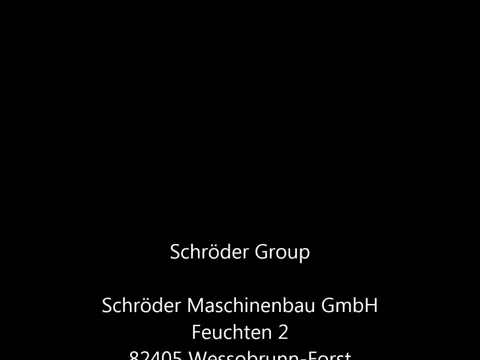 Schröder Group
Schröder Maschinenbau GmbH
Feuchten 2
82405 Wessobrunn-Forst